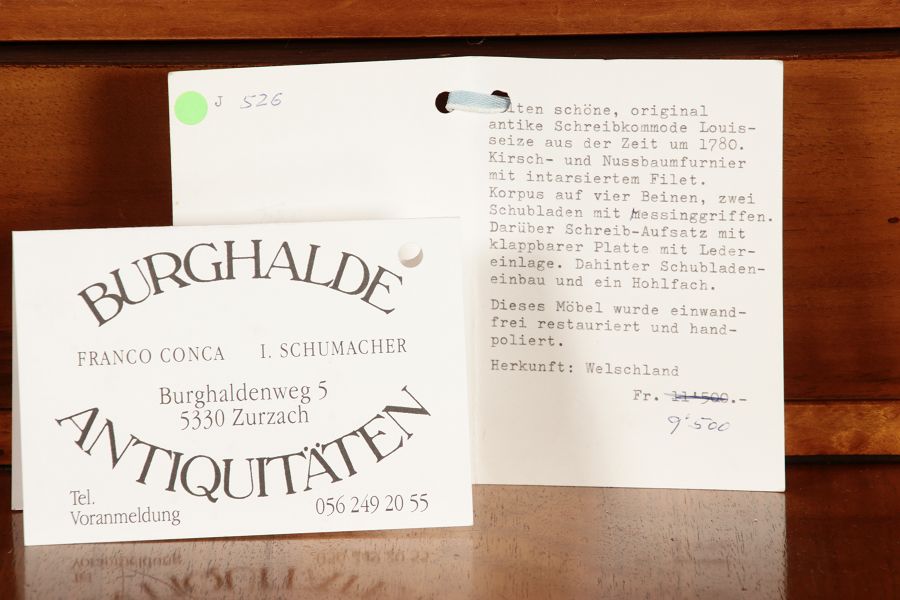 J 526
schöne, original
antike Schreibkommode Louis-
seize aus der Zeit um 1780.
Kirsch- und Nussbaumfurnier
mit intarsiertem Filet.
Korpus auf vier Beinen, zwei
Schubladen mit Messinggriffen.
Darüber Schreib-Aufsatz mit
klappbarer Platte mit Leder-
einlage. Dahinter Schubladen-
einbau und ein Hohlfach.
Dieses Möbel wurde einwand-
frei restauriert und hand-
poliert.
Herkunft: Welschland
Fr. 11'500.-
9'500
BURGHALDE
FRANCO CONCA I. SCHUMACHER
Burghaldenweg 5
5330 Zurzach
ANTIQUITÄTEN
Tel.
Voranmeldung
056 249 20 55